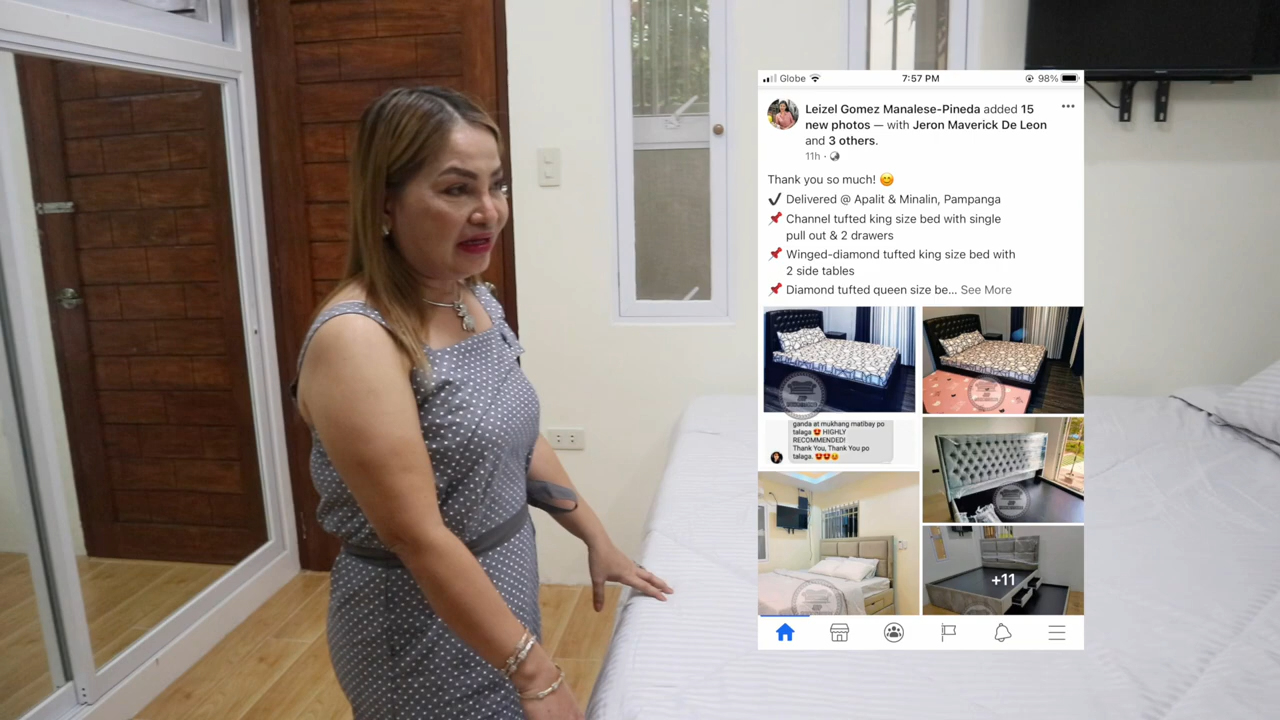 Globe
7:57 PM
98%
Leizel Gomez Manalese-Pineda added 15
new photos — with Jeron Maverick De Leon
and 3 others.
11h ·
Thank you so much! 😊
✔ Delivered @ Apalit & Minalin, Pampanga
📌 Channel tufted king size bed with single
pull out & 2 drawers
📌 Winged-diamond tufted king size bed with
2 side tables
📌 Diamond tufted queen size be... See More
ganda at mukhang matibay po
talaga 😍 HIGHLY
RECOMMENDED!
Thank You, Thank You po
talaga. 😍😍😊
+11